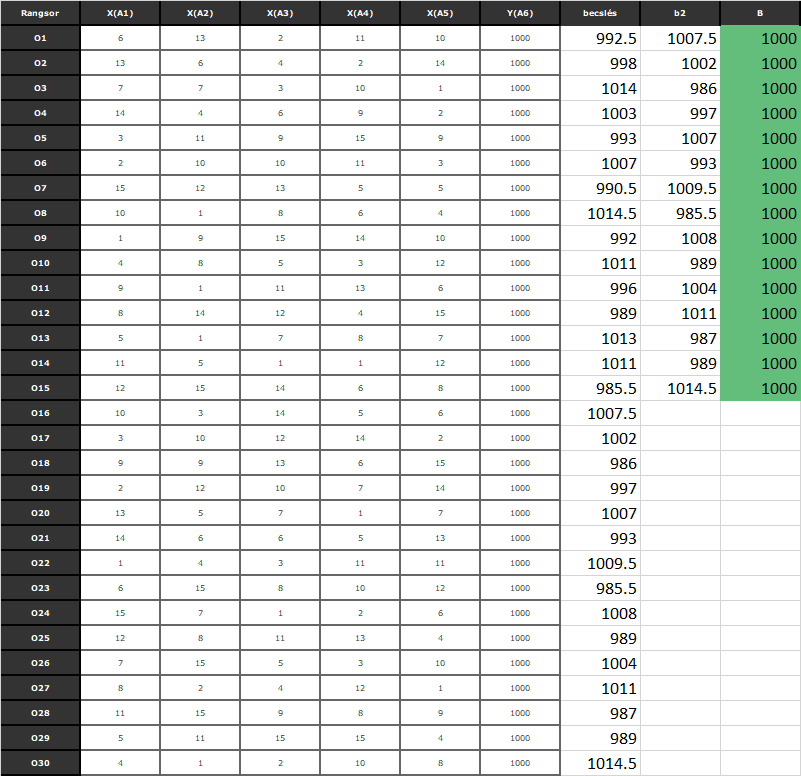 Rangsor X(A1) X(A2) X(A3) X(A4) X(A5) Y(A6) becslés b2 B
O1 6 13 2 11 10 1000 992.5 1007.5 1000
O2 13 6 4 2 14 1000 998 1002 1000
O3 7 7 3 10 1 1000 1014 986 1000
O4 14 4 6 9 2 1000 1003 997 1000
O5 3 11 9 15 9 1000 993 1007 1000
O6 2 10 10 11 3 1000 1007 993 1000
O7 15 12 13 5 5 1000 990.5 1009.5 1000
O8 10 1 8 6 4 1000 1014.5 985.5 1000
O9 1 9 15 14 10 1000 992 1008 1000
O10 4 8 5 3 12 1000 1011 989 1000
O11 9 1 11 13 6 1000 996 1004 1000
O12 8 14 12 4 15 1000 989 1011 1000
O13 5 1 7 8 7 1000 1013 987 1000
O14 11 5 1 1 12 1000 1011 989 1000
O15 12 15 14 6 8 1000 985.5 1014.5 1000
O16 10 3 14 5 6 1000 1007.5
O17 3 10 12 14 2 1000 1002
O18 9 9 13 6 15 1000 986
O19 2 12 10 7 14 1000 997
O20 13 5 7 1 7 1000 1007
O21 14 6 6 5 13 1000 993
O22 1 4 3 11 11 1000 1009.5
O23 6 15 8 10 12 1000 985.5
O24 15 7 1 2 6 1000 1008
O25 12 8 11 13 4 1000 989
O26 7 15 5 3 10 1000 1004
O27 8 2 4 12 1 1000 1011
O28 11 15 9 8 9 1000 987
O29 5 11 15 15 4 1000 989
O30 4 1 2 10 8 1000 1014.5